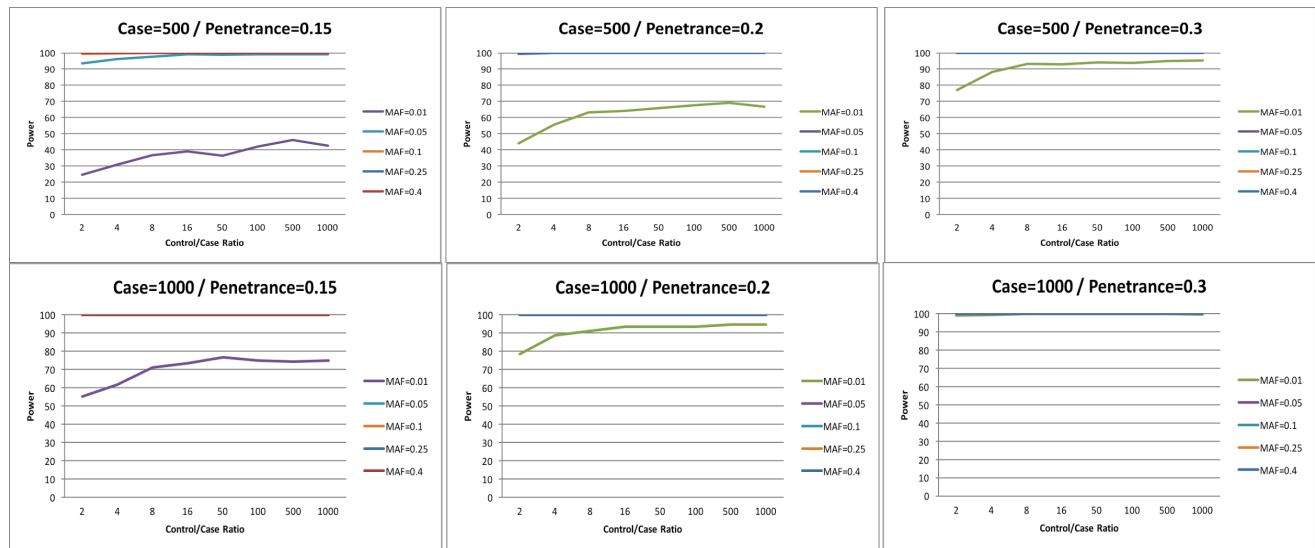 Case=500 / Penetrance=0.15
100
90
80
70
60
50
40
30
20
10
0
Power
2 4 8 16 50 100 500 1000
Control/Case Ratio
MAF=0.01
MAF=0.05
MAF=0.1
MAF=0.25
MAF=0.4
Case=500 / Penetrance=0.2
100
90
80
70
60
50
40
30
20
10
0
Power
2 4 8 16 50 100 500 1000
Control/Case Ratio
MAF=0.01
MAF=0.05
MAF=0.1
MAF=0.25
MAF=0.4
Case=500 / Penetrance=0.3
100
90
80
70
60
50
40
30
20
10
0
Power
2 4 8 16 50 100 500 1000
Control/Case Ratio
MAF=0.01
MAF=0.05
MAF=0.1
MAF=0.25
MAF=0.4
Case=1000 / Penetrance=0.15
100
90
80
70
60
50
40
30
20
10
0
Power
2 4 8 16 50 100 500 1000
Control/Case Ratio
MAF=0.01
MAF=0.05
MAF=0.1
MAF=0.25
MAF=0.4
Case=1000 / Penetrance=0.2
100
90
80
70
60
50
40
30
20
10
0
Power
2 4 8 16 50 100 500 1000
Control/Case Ratio
MAF=0.01
MAF=0.05
MAF=0.1
MAF=0.25
MAF=0.4
Case=1000 / Penetrance=0.3
100
90
80
70
60
50
40
30
20
10
0
Power
2 4 8 16 50 100 500 1000
Control/Case Ratio
MAF=0.01
MAF=0.05
MAF=0.1
MAF=0.25
MAF=0.4